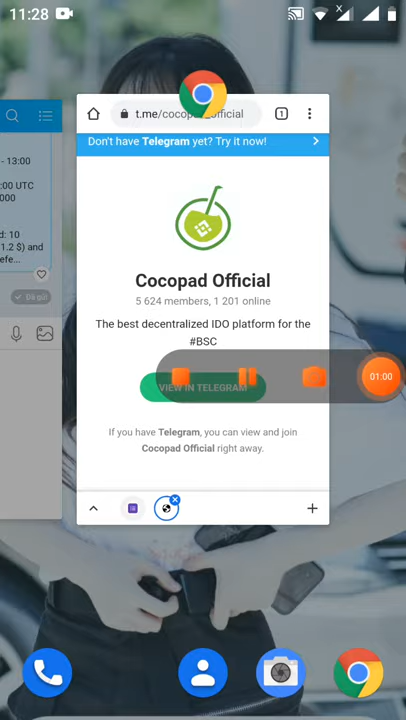 11:28
- 13:00
:00 UTC
000
d: 10
1.2 $) and
efe...
Đã gửi
t.me/cocop
official
1
Don't have Telegram yet? Try it now!
Cocopad Official
5 624 members, 1 201 online
The best decentralized IDO platform for the
#BSC
VIEW IN TELEGRAM
01:00
If you have Telegram, you can view and join
Cocopad Official right away.